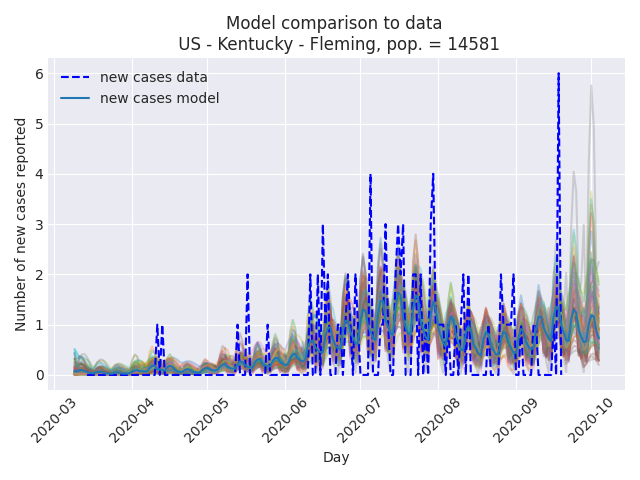 Model comparison to data
US - Kentucky - Fleming, pop. = 14581
new cases data
new cases model
Number of new cases reported
6
5
4
3
2
1
0
2020-03
2020-04
2020-05
2020-06
2020-07
2020-08
2020-09
2020-10
Day